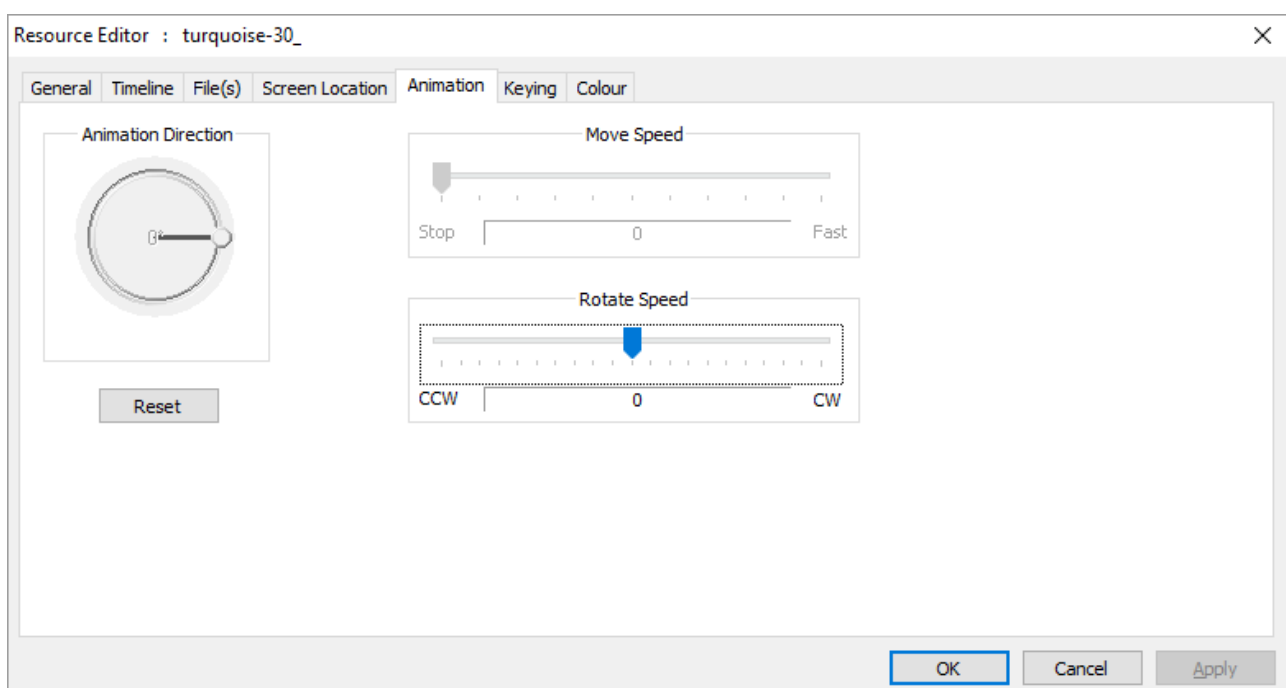 Resource Editor : turquoise-30_
General Timeline File(s) Screen Location Animation Keying Colour
Animation Direction
0°
Reset
Move Speed
Stop 0 Fast
Rotate Speed
CCW 0 CW
OK Cancel Apply